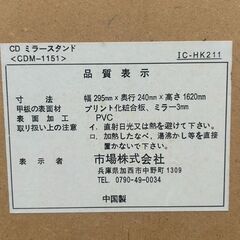 CD ミラースタンド
<CDM-1151>
IC-HK211
品質表示
寸法 幅295mm×奥行240mm×高さ1620mm
甲板の表面材 プリント化粧合板、ミラー3mm
表面加工 PVC
取り扱い上の注意 イ. 直射日光又は熱を避けて下さい。
ロ. 加熱したなべ、湯沸かし等を
直接置かないで下さい。
表示者 市場株式会社
兵庫県加西市中野町1309
TEL 0790-49-0034
中国製